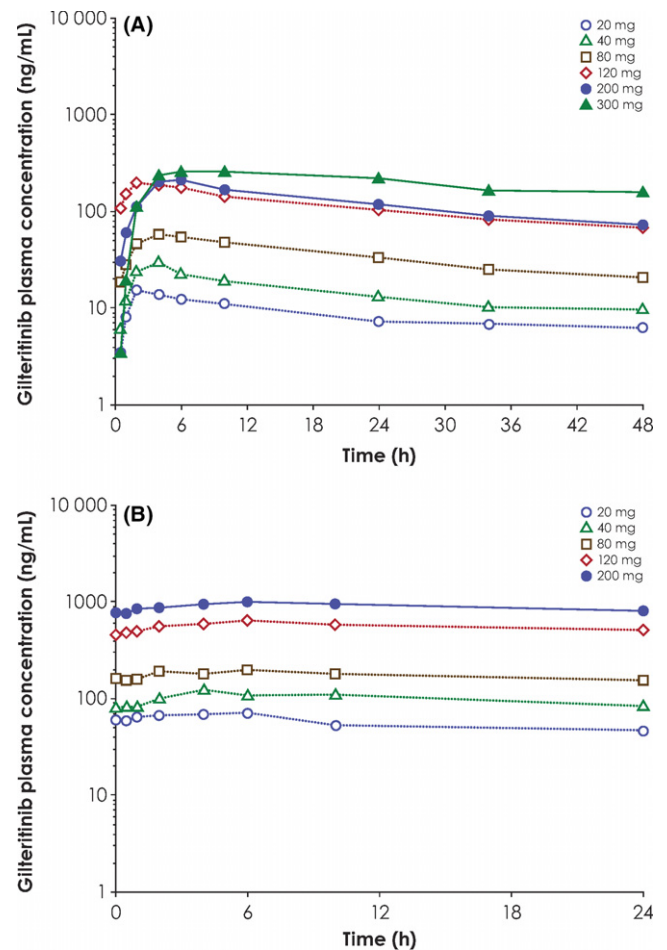 (A)
Gilteritinib plasma concentration (ng/mL)
10 000
1000
100
10
1
20 mg
40 mg
80 mg
120 mg
200 mg
300 mg
0 6 12 18 24 30 36 42 48
Time (h)
(B)
Gilteritinib plasma concentration (ng/mL)
10 000
1000
100
10
1
20 mg
40 mg
80 mg
120 mg
200 mg
0 6 12 18 24
Time (h)